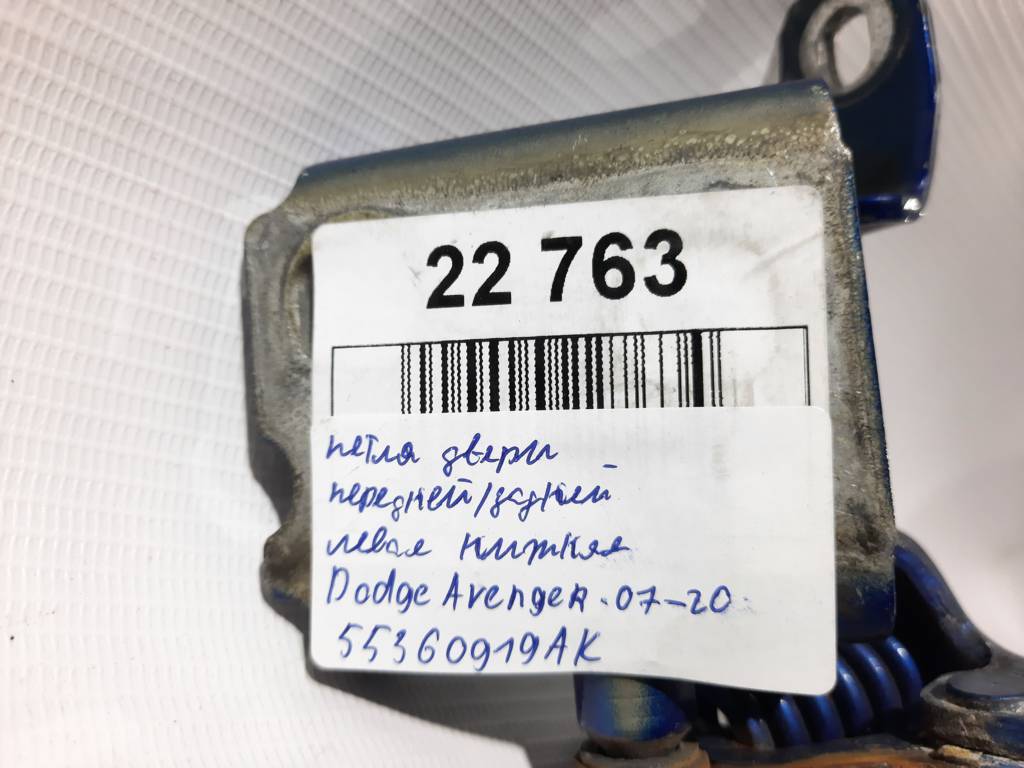 22 763
петля двери
передней/задней
левая нижняя
Dodge Avenger. 07-20
55360919AK